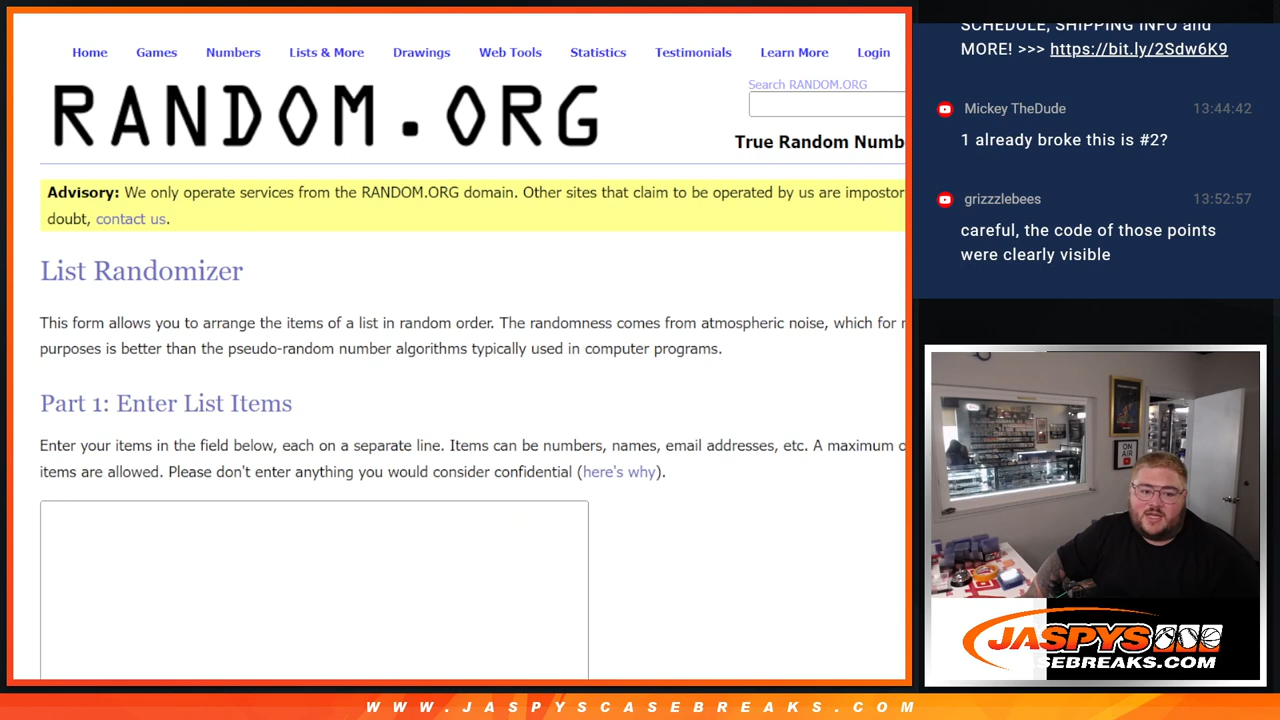 Home Games Numbers Lists & More Drawings Web Tools Statistics Testimonials Learn More Login
RANDOM.ORG
Search RANDOM.ORG
True Random Numb
Advisory: We only operate services from the RANDOM.ORG domain. Other sites that claim to be operated by us are impostor
doubt, contact us.
List Randomizer
This form allows you to arrange the items of a list in random order. The randomness comes from atmospheric noise, which for
purposes is better than the pseudo-random number algorithms typically used in computer programs.
Part 1: Enter List Items
Enter your items in the field below, each on a separate line. Items can be numbers, names, email addresses, etc. A maximum
items are allowed. Please don't enter anything you would consider confidential (here's why).
SCHEDULE, SHIPPING INFO and
MORE! >>> https://bit.ly/2Sdw6K9
Mickey TheDude 13:44:42
1 already broke this is #2?
grizzzlebees 13:52:57
careful, the code of those points
were clearly visible
ON
AIR
JASPYS
CASEBREAKS.COM
WWW.JASPYSCASEBREAKS.COM